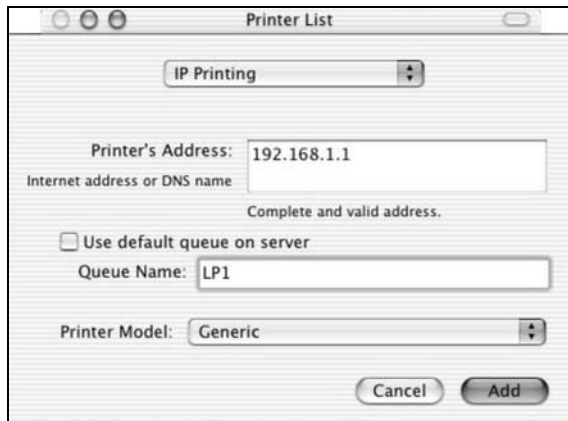 Printer List
IP Printing
Printer's Address: 192.168.1.1
Internet address or DNS name
Complete and valid address.
Use default queue on server
Queue Name: LP1
Printer Model: Generic
Cancel Add